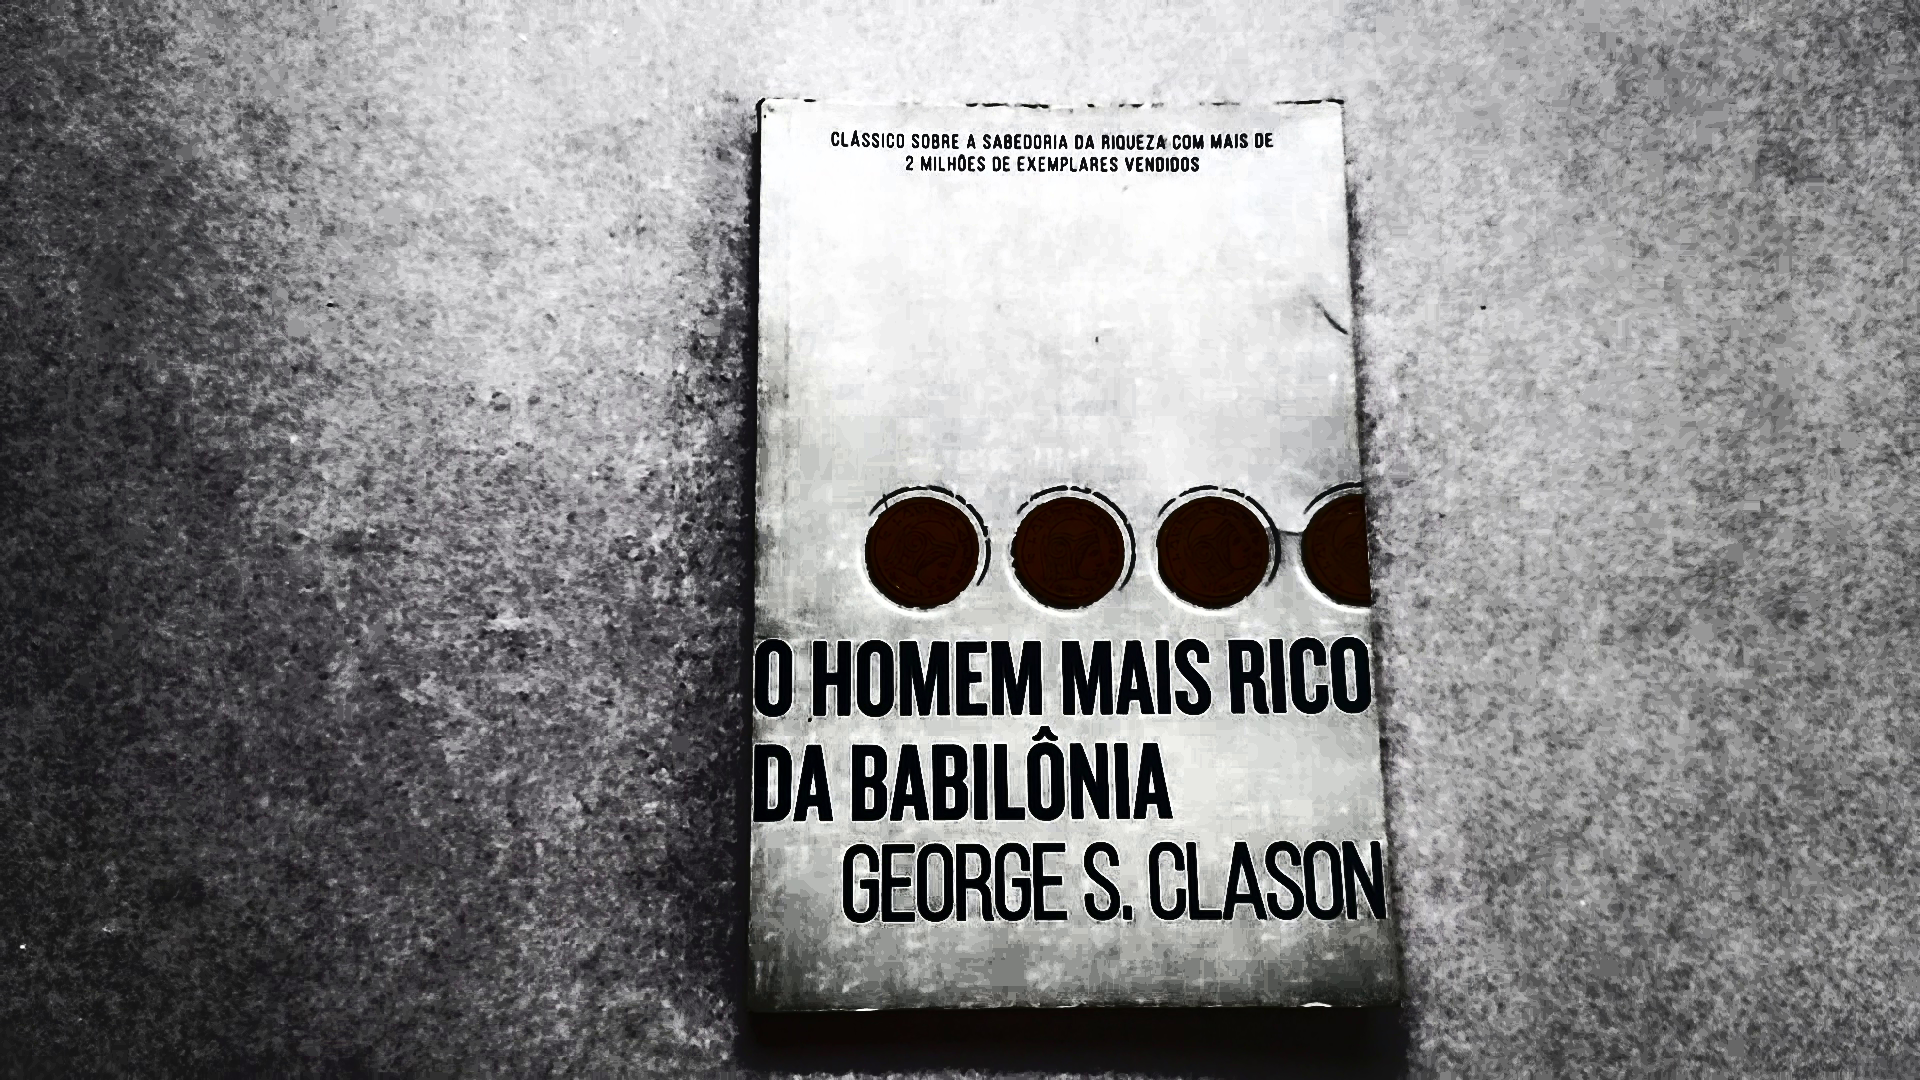 CLÁSSICO SOBRE A SABEDORIA DA RIQUEZA COM MAIS DE
2 MILHÕES DE EXEMPLARES VENDIDOS
O HOMEM MAIS RICO
DA BABILÔNIA
GEORGE S. CLASON